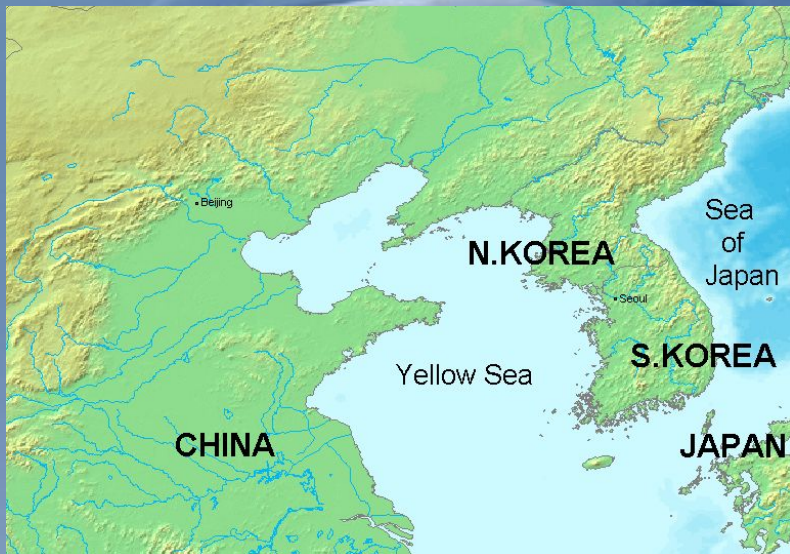 Beijing
Sea
of
Japan
N.KOREA
Seoul
S.KOREA
Yellow Sea
CHINA
JAPAN